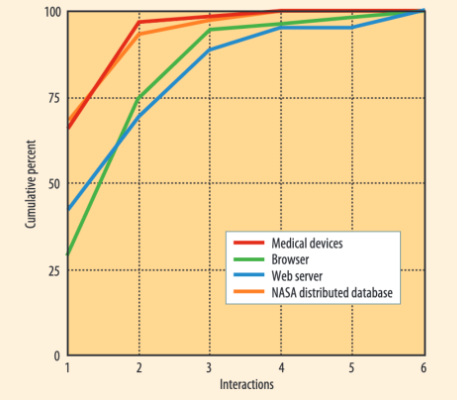 100
75
50
25
0
Cumulative percent
Medical devices
Browser
Web server
NASA distributed database
1 2 3 4 5 6
Interactions